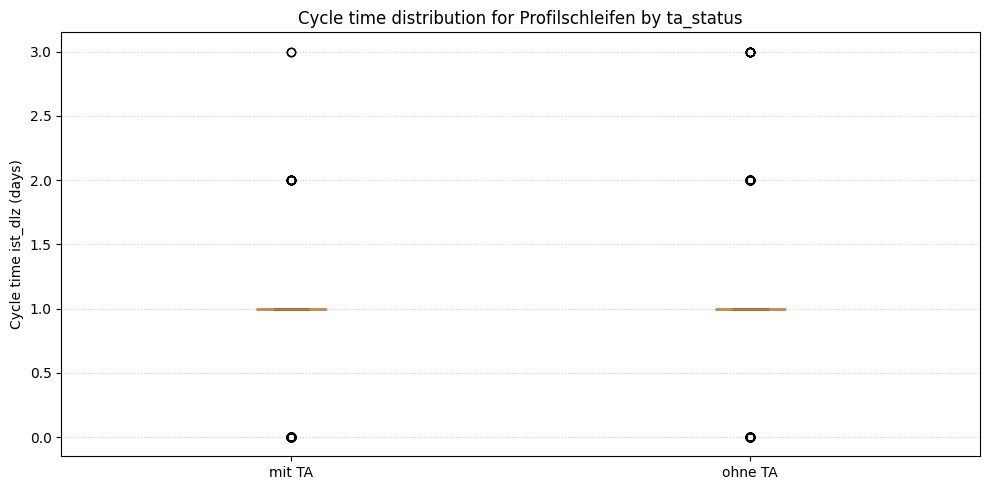 Cycle time distribution for Profilschleifen by ta_status
Cycle time ist_dlz (days)
3.0
2.5
2.0
1.5
1.0
0.5
0.0
mit TA
ohne TA